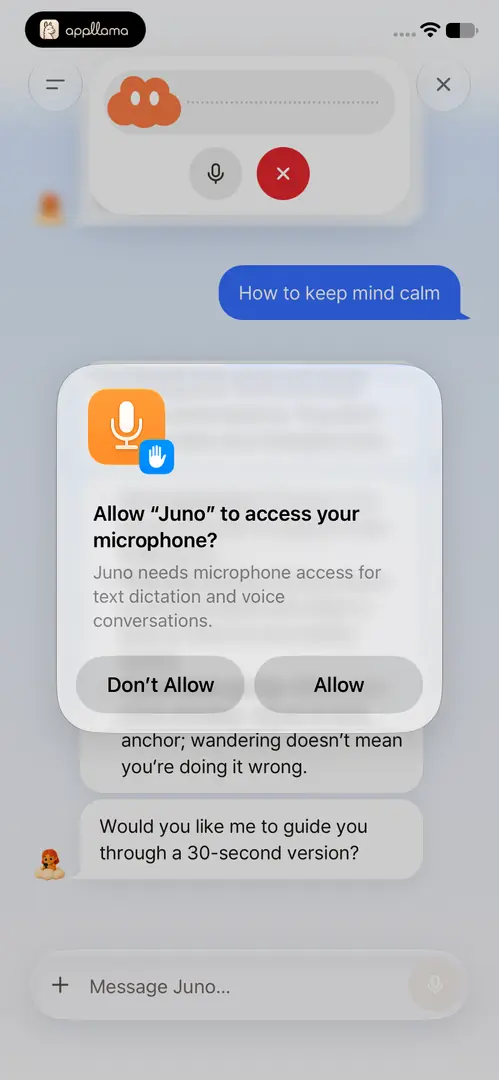 appllama
How to keep mind calm
Allow “Juno” to access your
microphone?
Juno needs microphone access for
text dictation and voice
conversations.
Don’t Allow
Allow
anchor; wandering doesn’t mean
you’re doing it wrong.
Would you like me to guide you
through a 30-second version?
Message Juno...